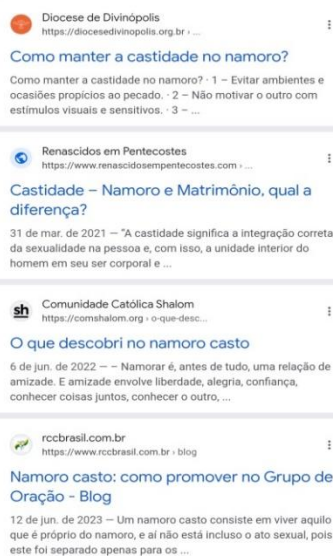 Diocese de Divinópolis
https://diocesedivinopolis.org.br › ...
Como manter a castidade no namoro?
Como manter a castidade no namoro? · 1 – Evitar ambientes e
ocasiões propícios ao pecado. · 2 – Não motivar o outro com
estímulos visuais e sensitivos. · 3 – ...
Renascidos em Pentecostes
https://www.renascidosempentecostes.com › ...
Castidade – Namoro e Matrimônio, qual a
diferença?
31 de mar. de 2021 — "A castidade significa a integração correta
da sexualidade na pessoa e, com isso, a unidade interior do
homem em seu ser corporal e ...
sh
Comunidade Católica Shalom
https://comshalom.org › o-que-desc...
O que descobri no namoro casto
6 de jun. de 2022 — – Namorar é, antes de tudo, uma relação de
amizade. E amizade envolve liberdade, alegria, confiança,
conhecer coisas juntos, conhecer o outro, ...
rccbrasil.com.br
https://www.rccbrasil.com.br › blog
Namoro casto: como promover no Grupo de
Oração - Blog
12 de jun. de 2023 — Um namoro casto consiste em viver aquilo
que é próprio do namoro, e aí não está incluso o ato sexual, pois
este foi separado apenas para os ...